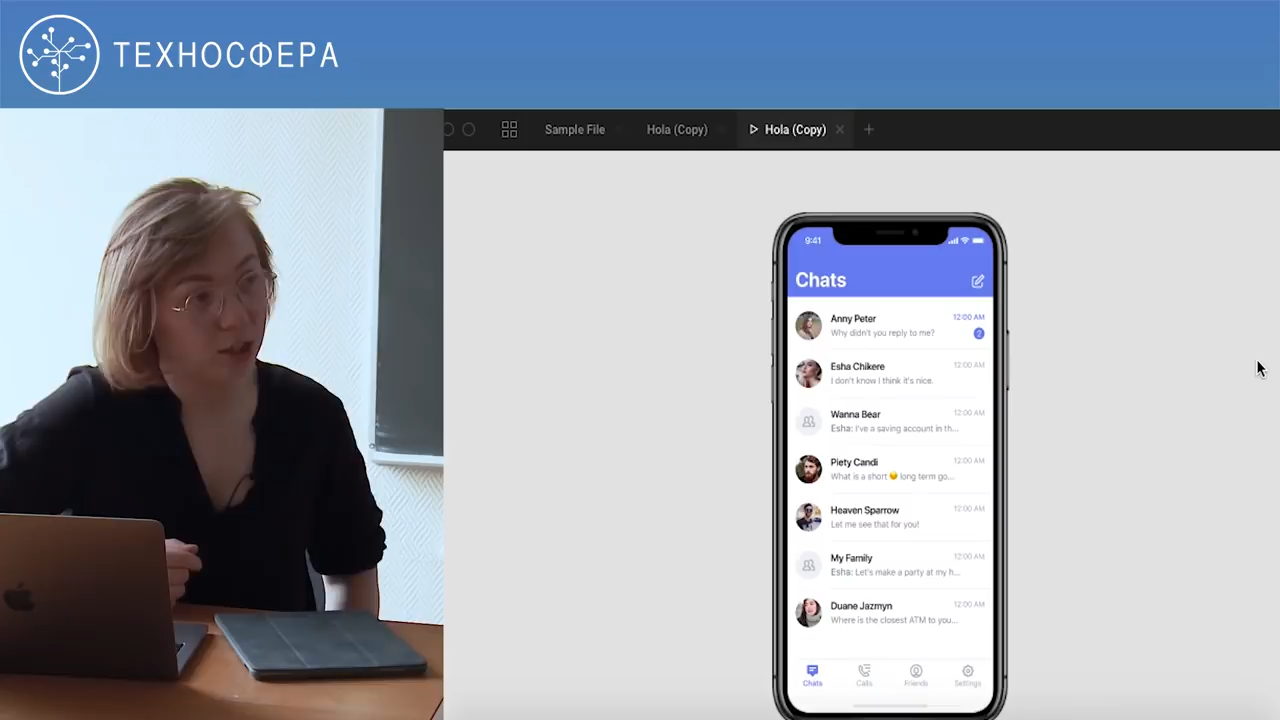 ТЕХНОСФЕРА
Sample File
Hola (Copy)
Hola (Copy)
9:41
Chats
Anny Peter
12:00 AM
Why didn't you reply to me?
2
Esha Chikere
12:00 AM
I don't know I think it's nice.
Wanna Bear
12:00 AM
Esha: I've a saving account in th...
Piety Candi
12:00 AM
What is a short 😔 long term go...
Heaven Sparrow
12:00 AM
Let me see that for you!
My Family
12:00 AM
Esha: Let's make a party at my h...
Duane Jazmyn
12:00 AM
Where is the closest ATM to you...
Chats
Calls
Friends
Settings